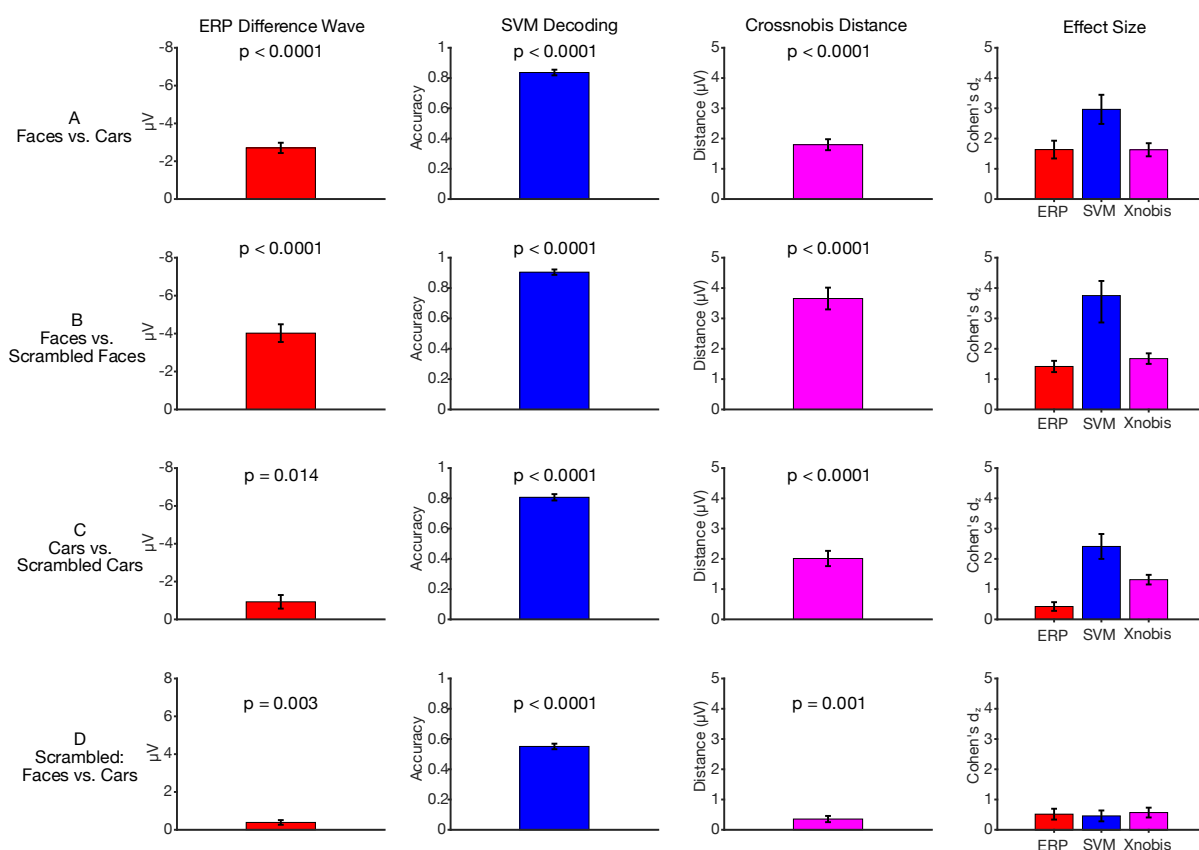 ERP Difference Wave
SVM Decoding
Crossnobis Distance
Effect Size
A
Faces vs. Cars
p < 0.0001
µV
-8
-6
-4
-2
0
p < 0.0001
Accuracy
1
0.8
0.6
0.4
0.2
0
p < 0.0001
Distance (µV)
5
4
3
2
1
0
Cohen's dz
5
4
3
2
1
0
ERP SVM Xnobis
B
Faces vs.
Scrambled Faces
p < 0.0001
µV
-8
-6
-4
-2
0
p < 0.0001
Accuracy
1
0.8
0.6
0.4
0.2
0
p < 0.0001
Distance (µV)
5
4
3
2
1
0
Cohen's dz
5
4
3
2
1
0
ERP SVM Xnobis
C
Cars vs.
Scrambled Cars
p = 0.014
µV
-8
-6
-4
-2
0
p < 0.0001
Accuracy
1
0.8
0.6
0.4
0.2
0
p < 0.0001
Distance (µV)
5
4
3
2
1
0
Cohen's dz
5
4
3
2
1
0
ERP SVM Xnobis
D
Scrambled:
Faces vs. Cars
p = 0.003
µV
8
6
4
2
0
p < 0.0001
Accuracy
1
0.8
0.6
0.4
0.2
0
p = 0.001
Distance (µV)
5
4
3
2
1
0
Cohen's dz
5
4
3
2
1
0
ERP SVM Xnobis